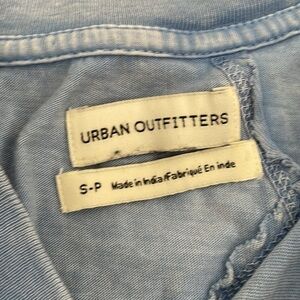 URBAN OUTFITTERS
S-P Made in India/Fabriqué En inde